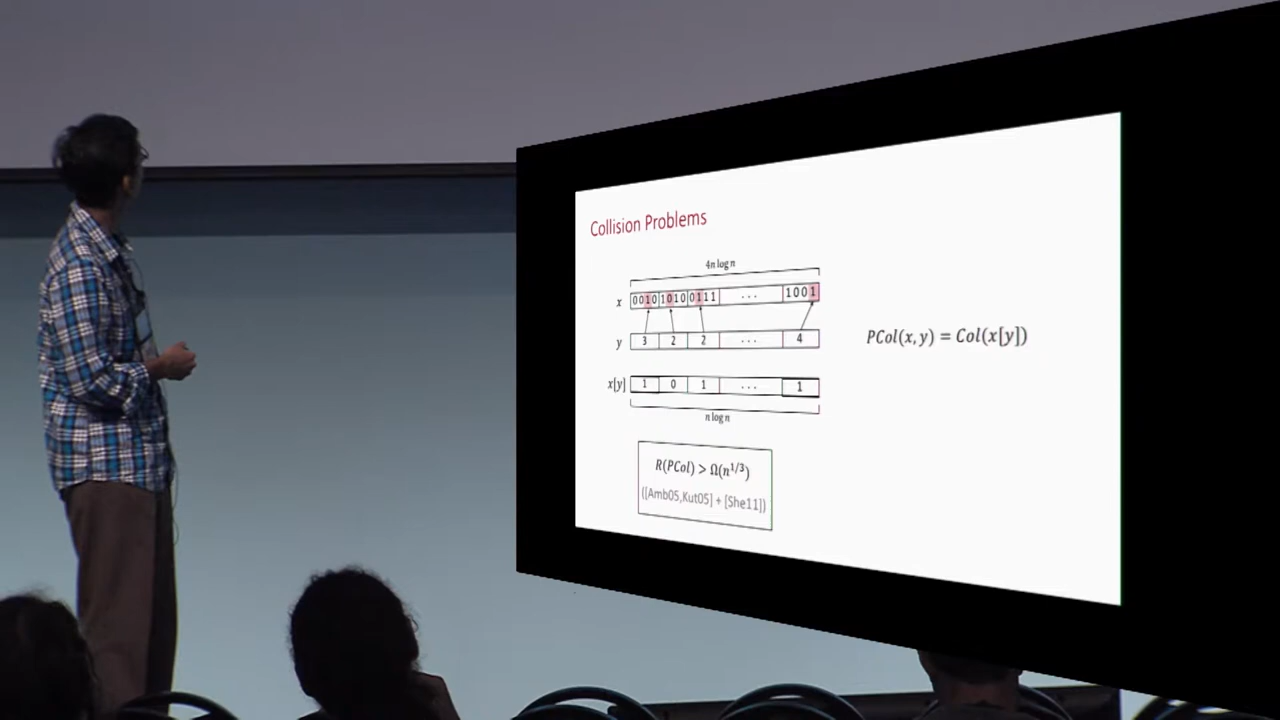 Collision Problems
4n log n
x 0010 1010 0111 ... 1001
y 3 2 2 ... 4
PCol(x, y) = Col(x[y])
x[y] 1 0 1 ... 1
n log n
R(PCol) > Ω(n^{1/3})
([Amb05,Kut05] + [She11])